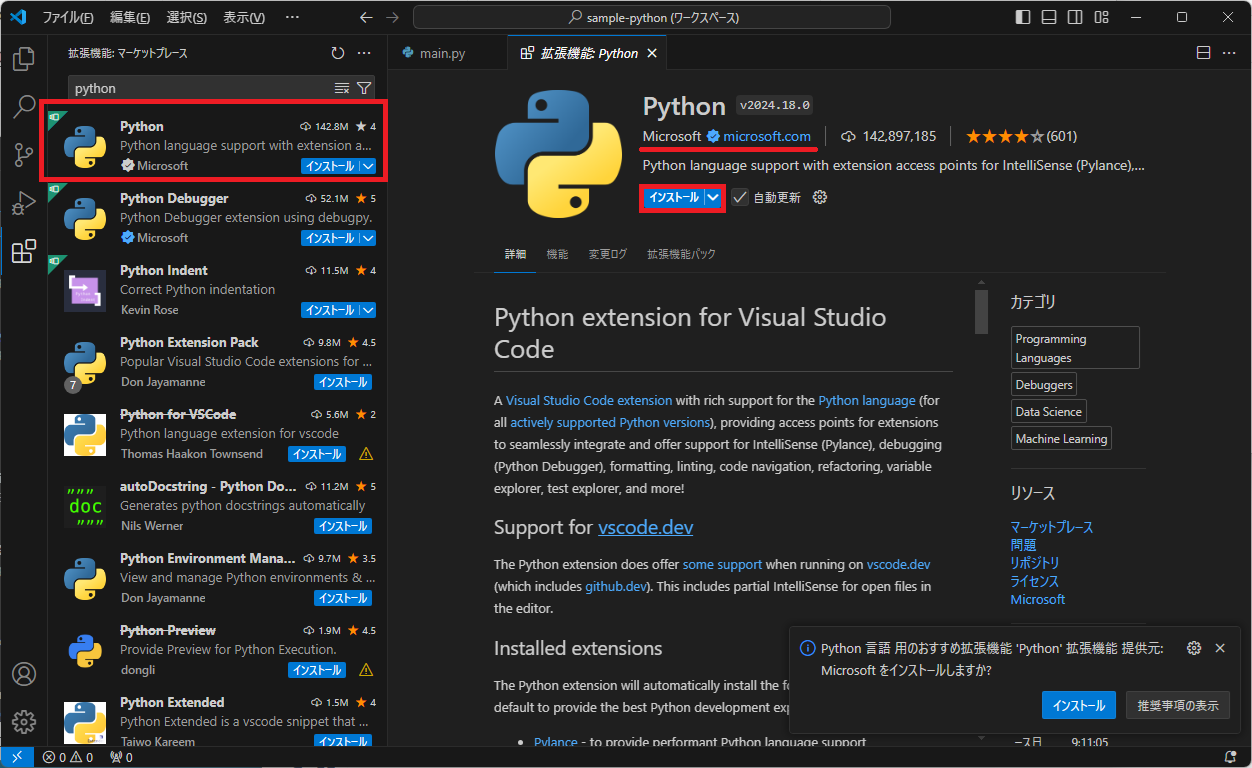 ファイル(F) 編集(E) 選択(S) 表示(V) … sample-python (ワークスペース)
拡張機能: マーケットプレース
python
Python 142.8M 4
Python language support with extension a...
Microsoft インストール
Python Debugger 52.1M 5
Python Debugger extension using debugpy.
Microsoft インストール
Python Indent 11.5M 4
Correct Python indentation
Kevin Rose インストール
Python Extension Pack 9.8M 4.5
Popular Visual Studio Code extensions for ...
7 Don Jayamanne インストール
Python for VSCode 5.6M 2
Python language extension for vscode
Thomas Haakon Townsend インストール
autoDocstring - Python Do... 11.2M 5
"""
doc
"""
Generates python docstrings automatically
Nils Werner インストール
Python Environment Mana... 9.7M 3.5
View and manage Python environments & ...
Don Jayamanne インストール
Python Preview 1.9M 4.5
Provide Preview for Python Execution.
dongli インストール
Python Extended 1.5M 4
Python Extended is a vscode snippet that ...
Taiwo Kareem インストール
main.py 拡張機能: Python
Python v2024.18.0
Microsoft microsoft.com 142,897,185 (601)
Python language support with extension access points for IntelliSense (Pylance),...
インストール 自動更新
詳細 機能 変更ログ 拡張機能パック
Python extension for Visual Studio
Code
A Visual Studio Code extension with rich support for the Python language (for
all actively supported Python versions), providing access points for extensions
to seamlessly integrate and offer support for IntelliSense (Pylance), debugging
(Python Debugger), formatting, linting, code navigation, refactoring, variable
explorer, test explorer, and more!
Support for vscode.dev
The Python extension does offer some support when running on vscode.dev
(which includes github.dev). This includes partial IntelliSense for open files in
the editor.
Installed extensions
The Python extension will automatically install the
default to provide the best Python development
• Pylance - to provide performant Python language support
カテゴリ
Programming
Languages
Debuggers
Data Science
Machine Learning
リソース
マーケットプレース
問題
リポジトリ
ライセンス
Microsoft
Python 言語 用のおすすめ拡張機能 'Python' 拡張機能 提供元:
Microsoft をインストールしますか?
インストール 推奨事項の表示
9:11:05
0 0 0